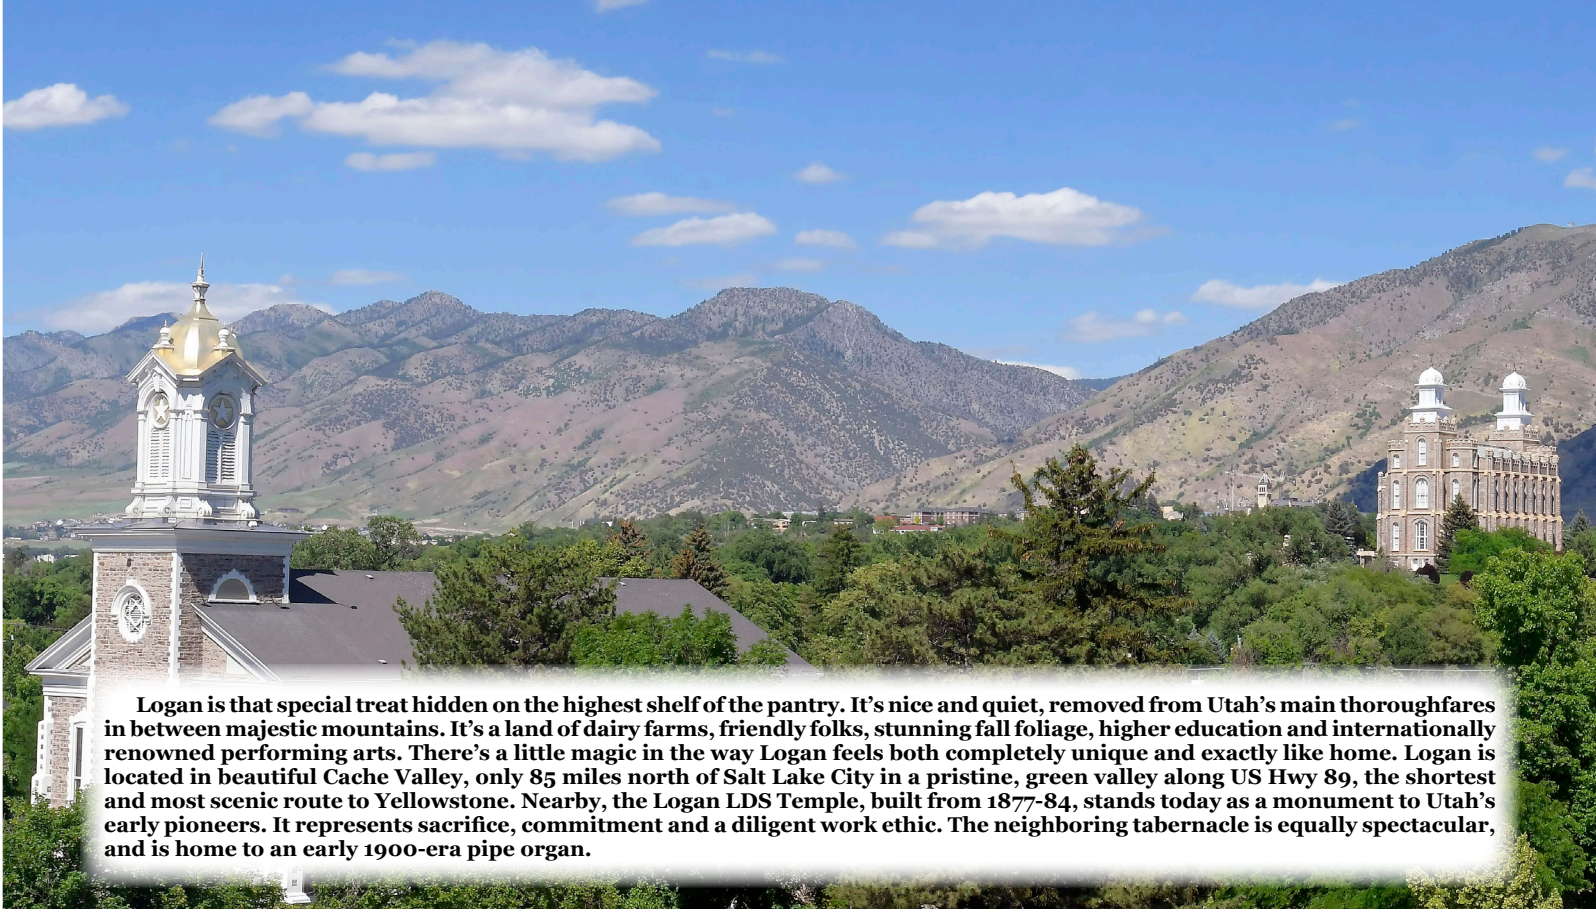 Logan is that special treat hidden on the highest shelf of the pantry. It’s nice and quiet, removed from Utah’s main thoroughfares
in between majestic mountains. It’s a land of dairy farms, friendly folks, stunning fall foliage, higher education and internationally
renowned performing arts. There’s a little magic in the way Logan feels both completely unique and exactly like home. Logan is
located in beautiful Cache Valley, only 85 miles north of Salt Lake City in a pristine, green valley along US Hwy 89, the shortest
and most scenic route to Yellowstone. Nearby, the Logan LDS Temple, built from 1877-84, stands today as a monument to Utah’s
early pioneers. It represents sacrifice, commitment and a diligent work ethic. The neighboring tabernacle is equally spectacular,
and is home to an early 1900-era pipe organ.